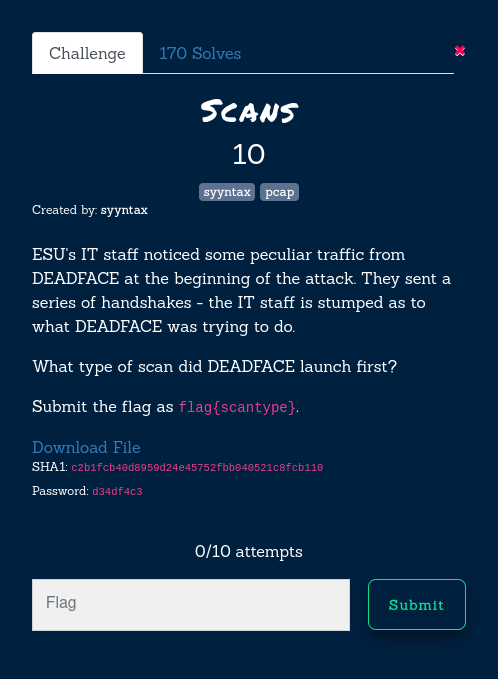 Challenge 170 Solves ✖
Scans
10
syyntax pcap
Created by: syyntax
ESU's IT staff noticed some peculiar traffic from
DEADFACE at the beginning of the attack. They sent a
series of handshakes - the IT staff is stumped as to
what DEADFACE was trying to do.
What type of scan did DEADFACE launch first?
Submit the flag as flag{scantype}.
Download File
SHA1: c2b1fcb40d8959d24e45752fbb040521c8fcb110
Password: d34df4c3
0/10 attempts
Flag Submit